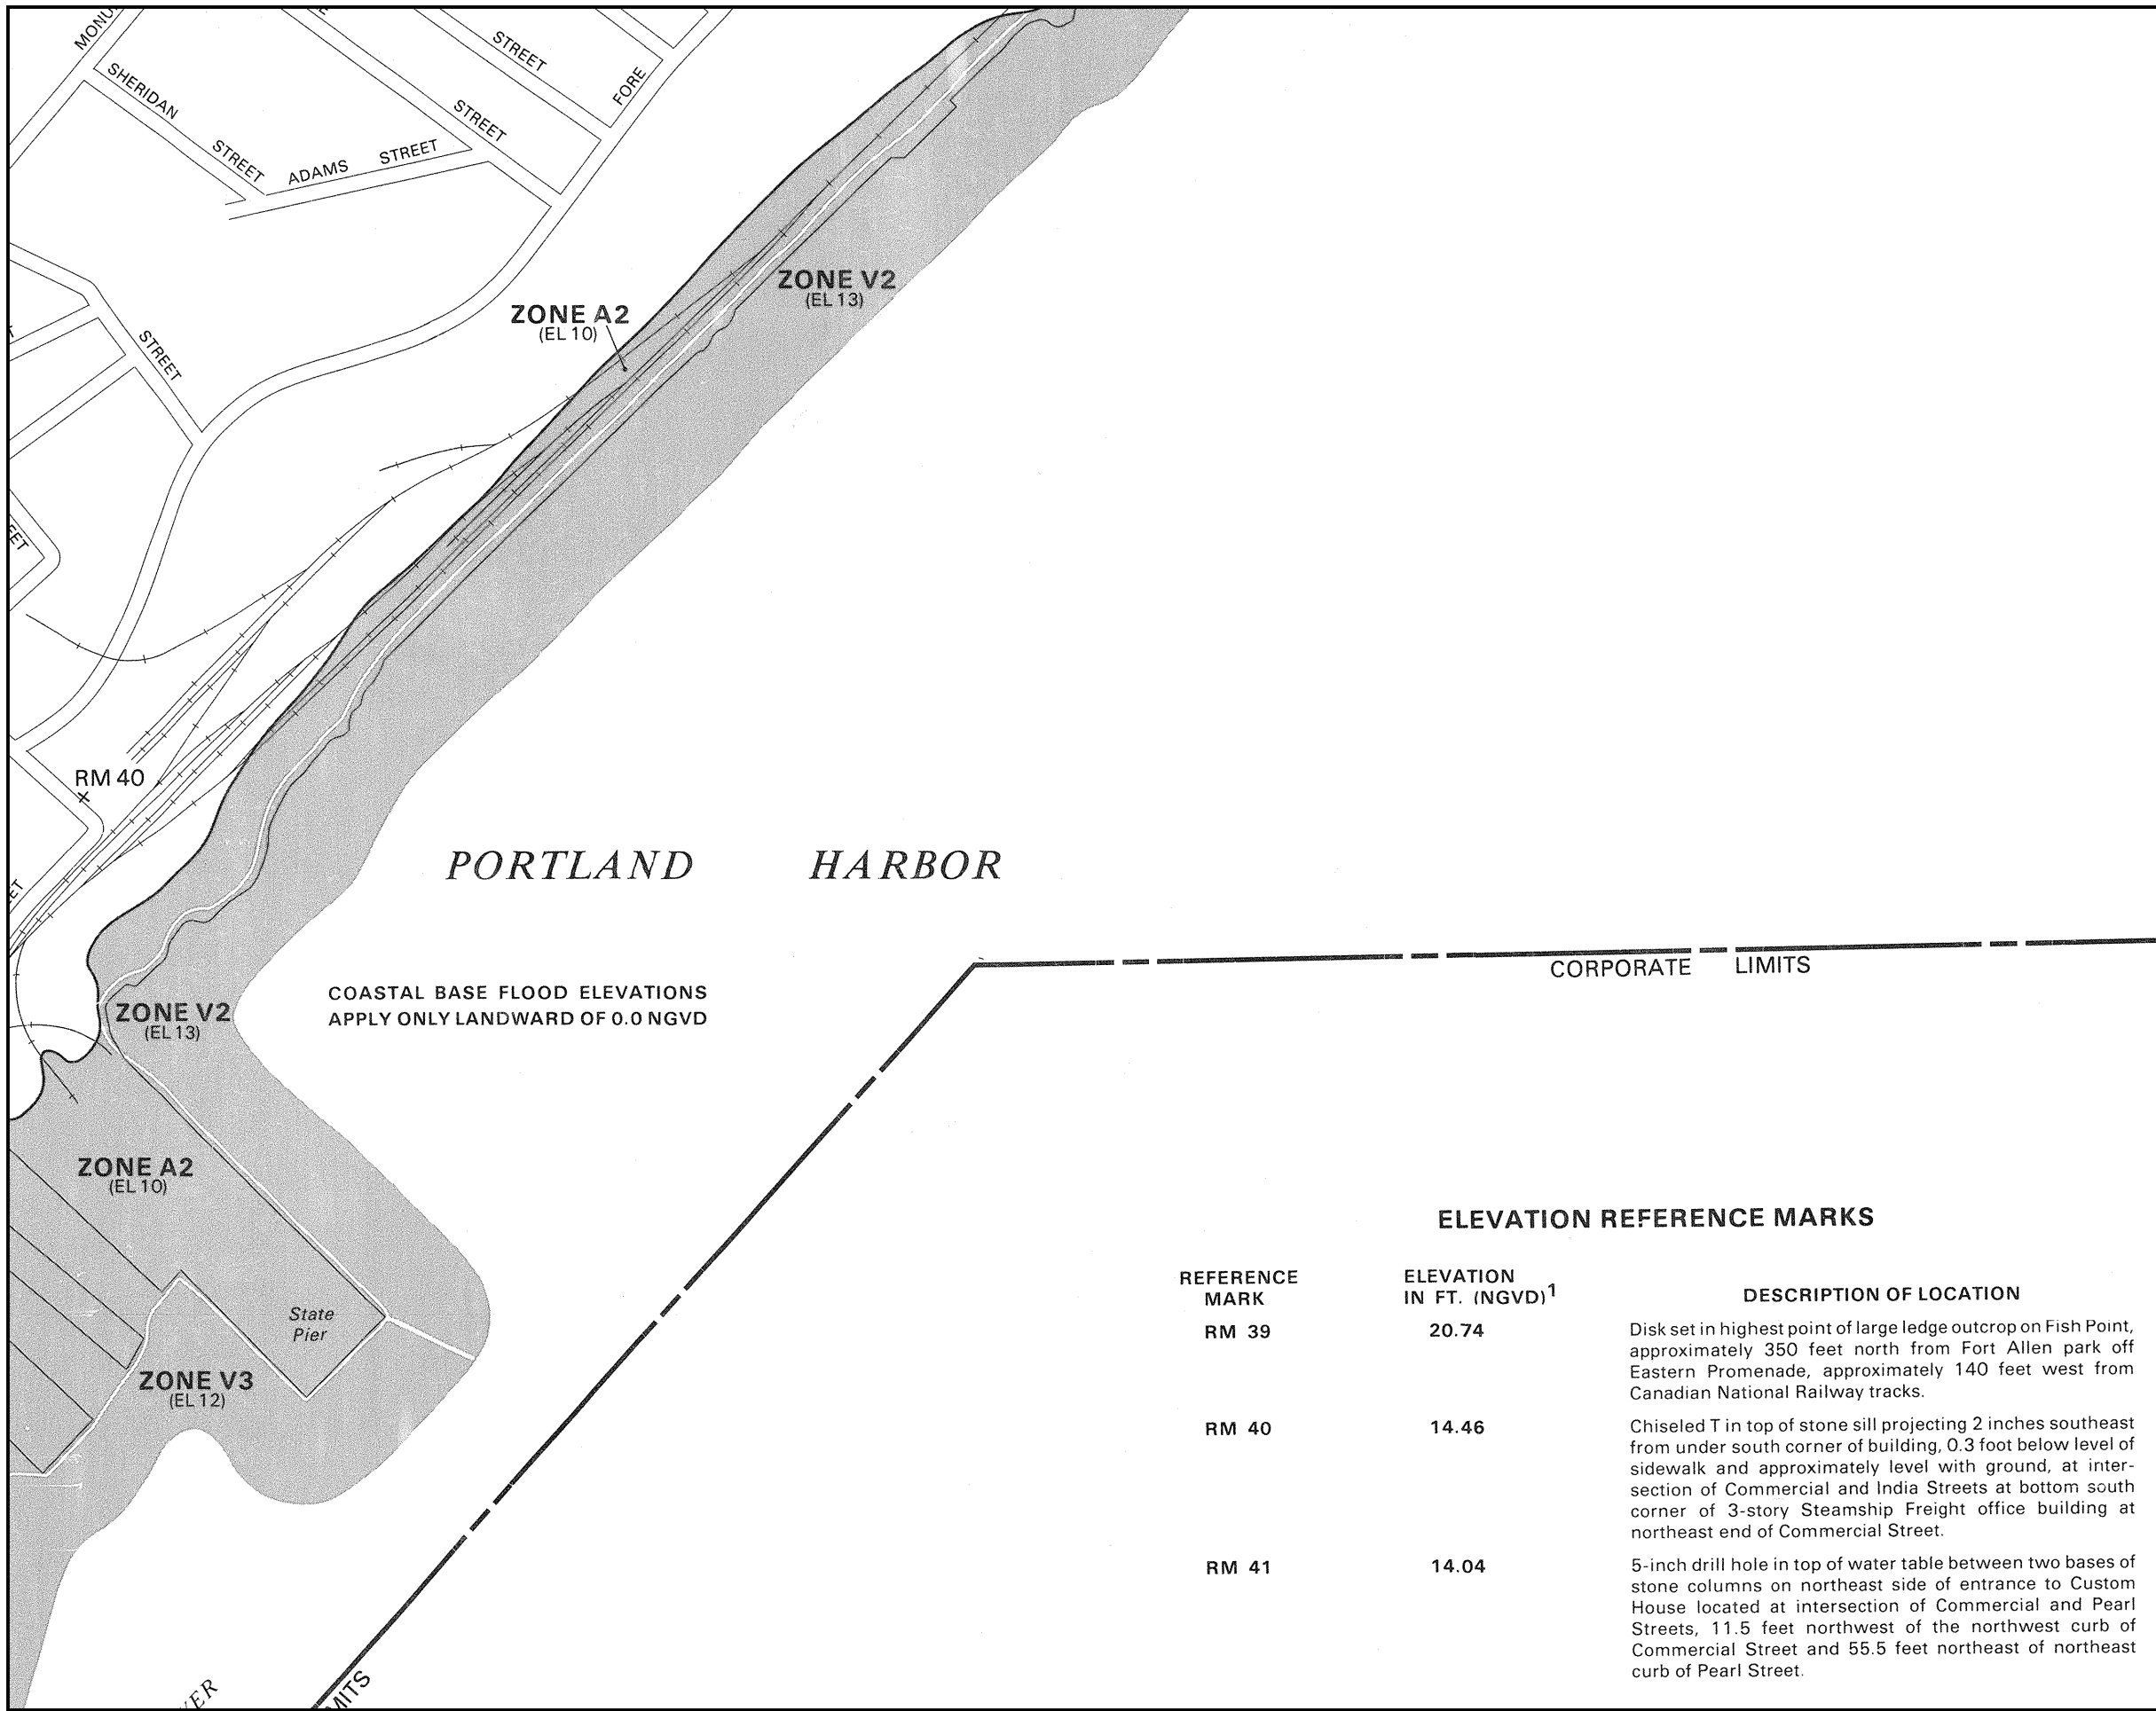 SHERIDAN
STREET
ADAMS STREET
STREET
STREET
FORE
STREET
ZONE A2
(EL 10)
ZONE V2
(EL 13)
RM 40
PORTLAND HARBOR
COASTAL BASE FLOOD ELEVATIONS
APPLY ONLY LANDWARD OF 0.0 NGVD
CORPORATE LIMITS
ZONE V2
(EL 13)
ZONE A2
(EL 10)
State
Pier
ZONE V3
(EL 12)
ELEVATION REFERENCE MARKS
REFERENCE
MARK
ELEVATION
IN FT. (NGVD)1
DESCRIPTION OF LOCATION
RM 39
20.74
Disk set in highest point of large ledge outcrop on Fish Point,
approximately 350 feet north from Fort Allen park off
Eastern Promenade, approximately 140 feet west from
Canadian National Railway tracks.
RM 40
14.46
Chiseled T in top of stone sill projecting 2 inches southeast
from under south corner of building, 0.3 foot below level of
sidewalk and approximately level with ground, at inter-
section of Commercial and India Streets at bottom south
corner of 3-story Steamship Freight office building at
northeast end of Commercial Street.
RM 41
14.04
5-inch drill hole in top of water table between two bases of
stone columns on northeast side of entrance to Custom
House located at intersection of Commercial and Pearl
Streets, 11.5 feet northwest of the northwest curb of
Commercial Street and 55.5 feet northeast of northeast
curb of Pearl Street.